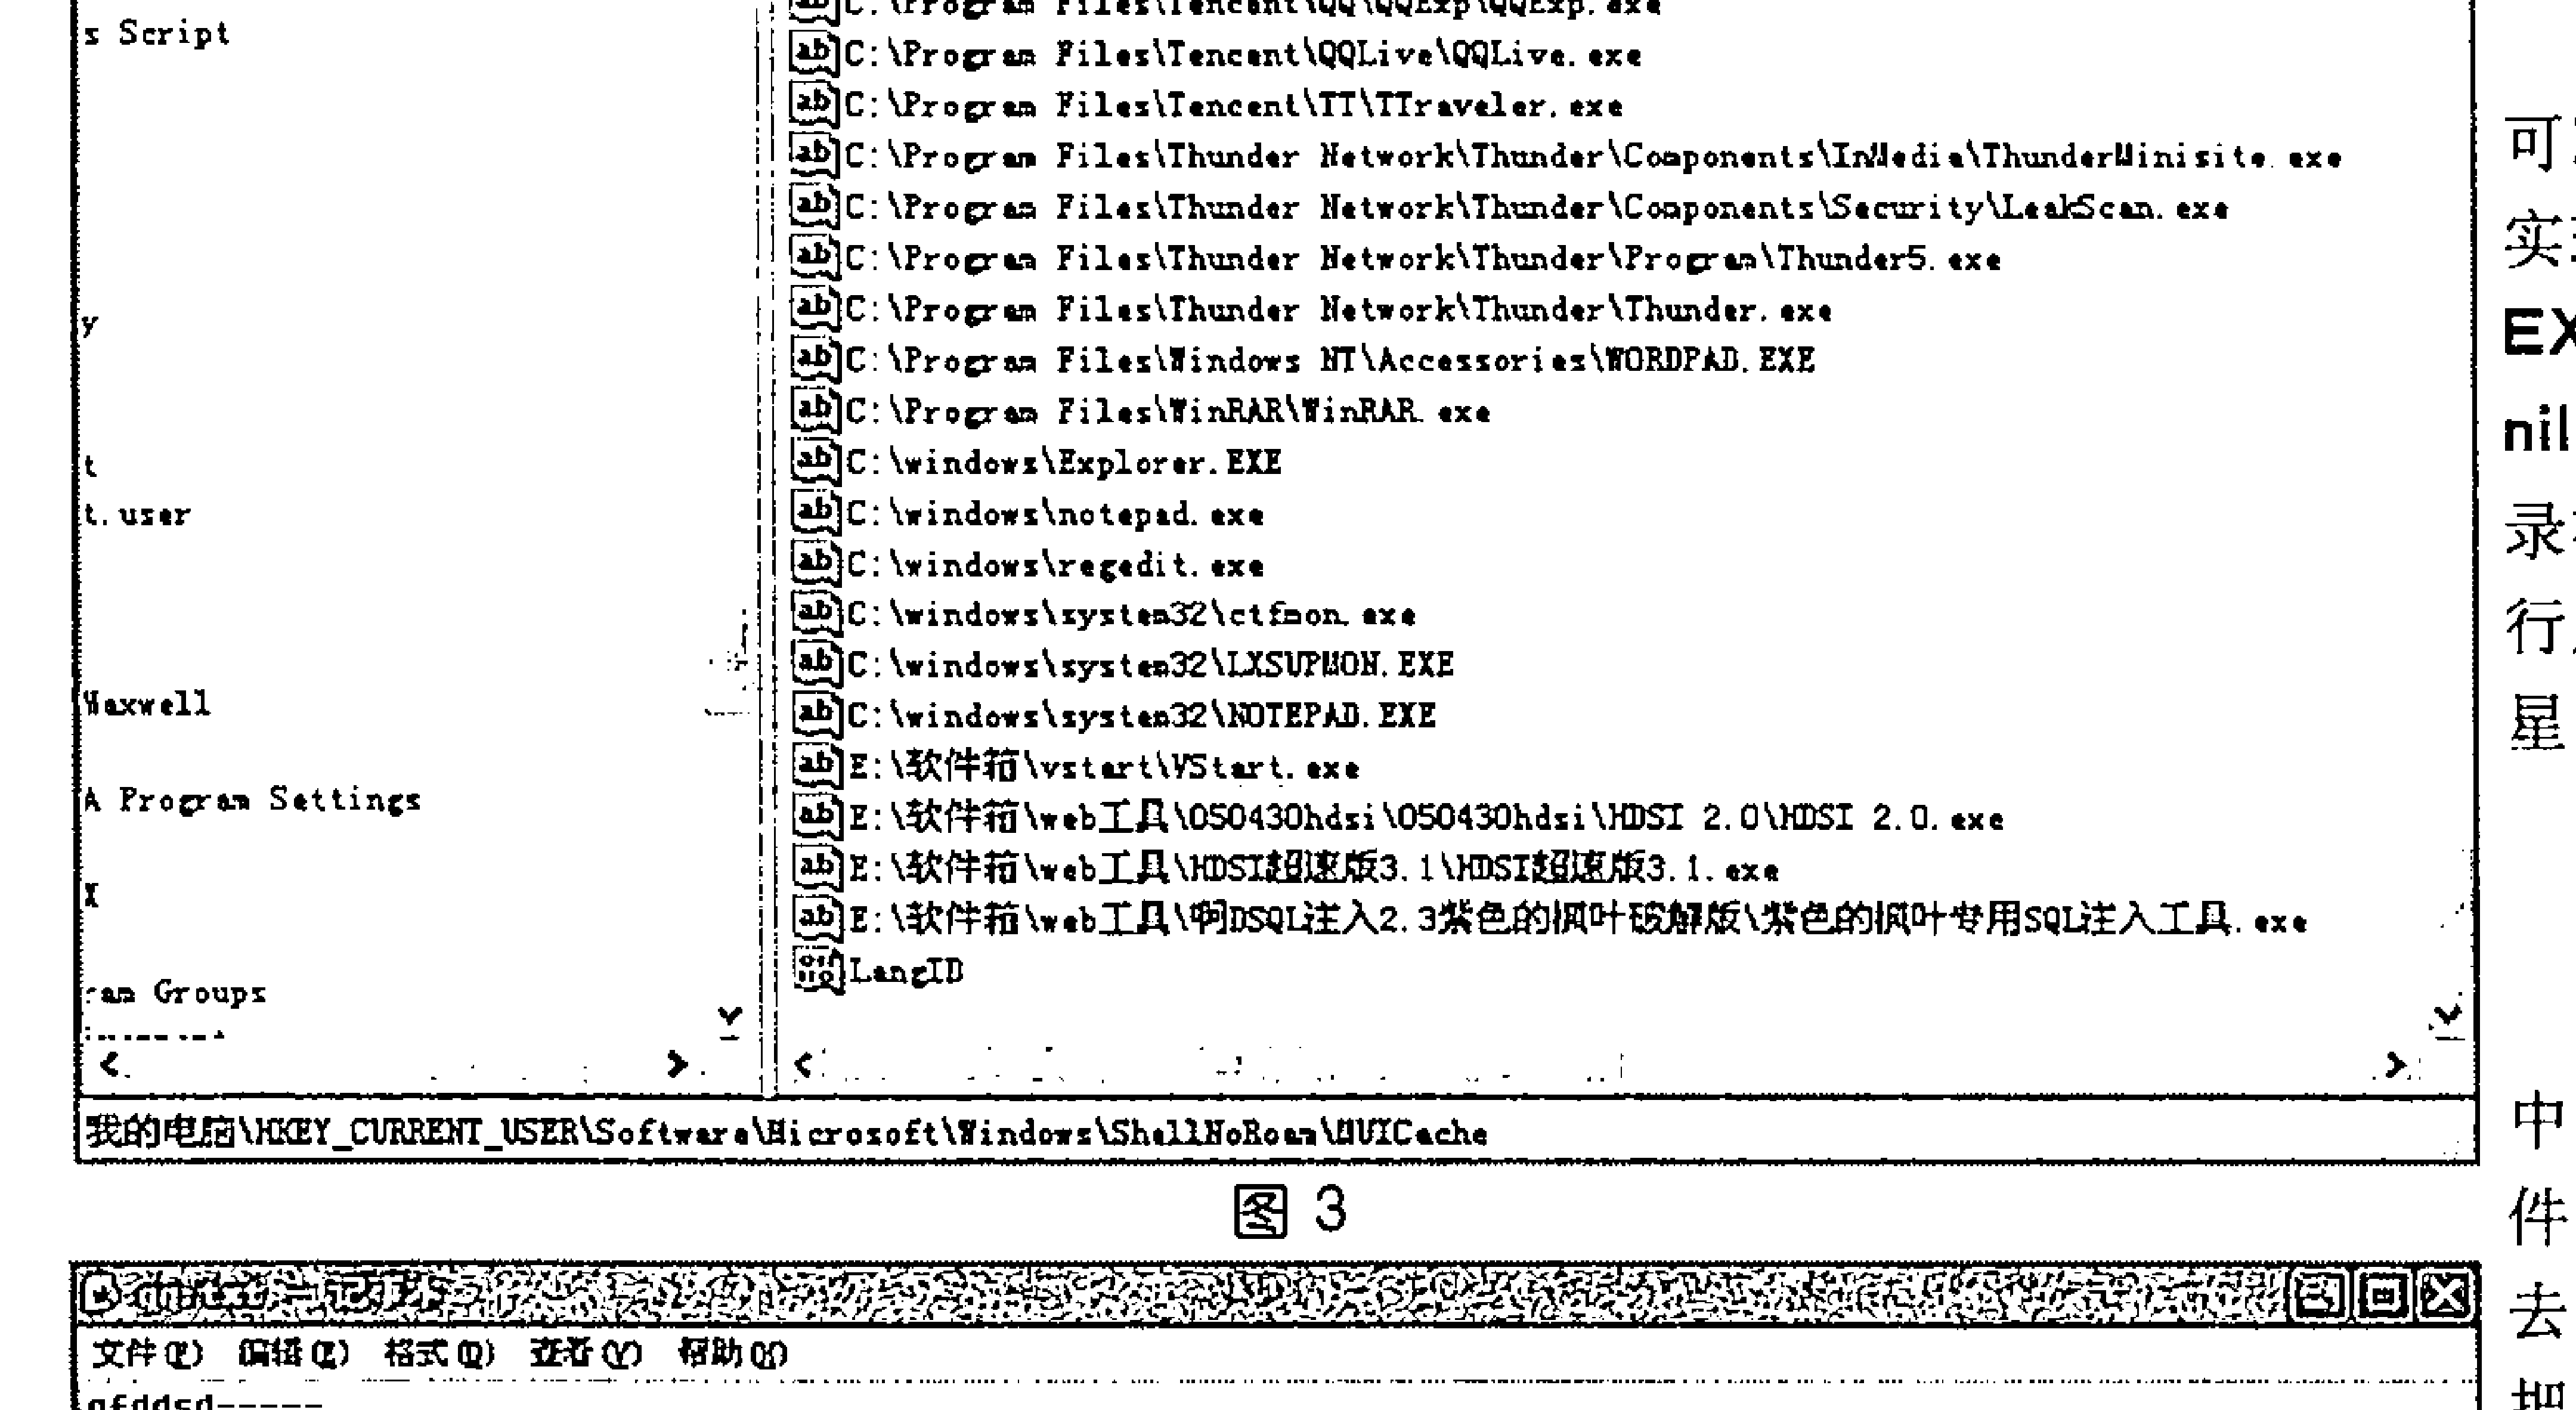 s Script
y
t
t.user
Maxwell
A Program Settings
X
ram Groups
C:\Program Files\Tencent\QQ\QQExp\QQExp.exe
C:\Program Files\Tencent\QQLive\QQLive.exe
C:\Program Files\Tencent\TT\TTraveler.exe
C:\Program Files\Thunder Network\Thunder\Components\InMedia\ThunderMinisite.exe
C:\Program Files\Thunder Network\Thunder\Components\Security\LeakScan.exe
C:\Program Files\Thunder Network\Thunder\Program\Thunder5.exe
C:\Program Files\Thunder Network\Thunder\Thunder.exe
C:\Program Files\Windows NT\Accessories\WORDPAD.EXE
C:\Program Files\WinRAR\WinRAR.exe
C:\windows\Explorer.EXE
C:\windows\notepad.exe
C:\windows\regedit.exe
C:\windows\system32\ctfmon.exe
C:\windows\system32\LXSUPMON.EXE
C:\windows\system32\NOTEPAD.EXE
E:\软件箱\vstart\VStart.exe
E:\软件箱\web工具\050430hdsi\050430hdsi\HDSI 2.0\HDSI 2.0.exe
E:\软件箱\web工具\HDSI超速版3.1\HDSI超速版3.1.exe
E:\软件箱\web工具\啊DSQL注入2.3紫色的枫叶破解版\紫色的枫叶专用SQL注入工具.exe
LangID
我的电脑\HKEY_CURRENT_USER\Software\Microsoft\Windows\ShellNoRoam\MUICache
图 3
文件(F) 编辑(E) 格式(O) 查看(V) 帮助(H)
gfddsd-----
可
实
EX
nil
录
行
星
中
件
去
把